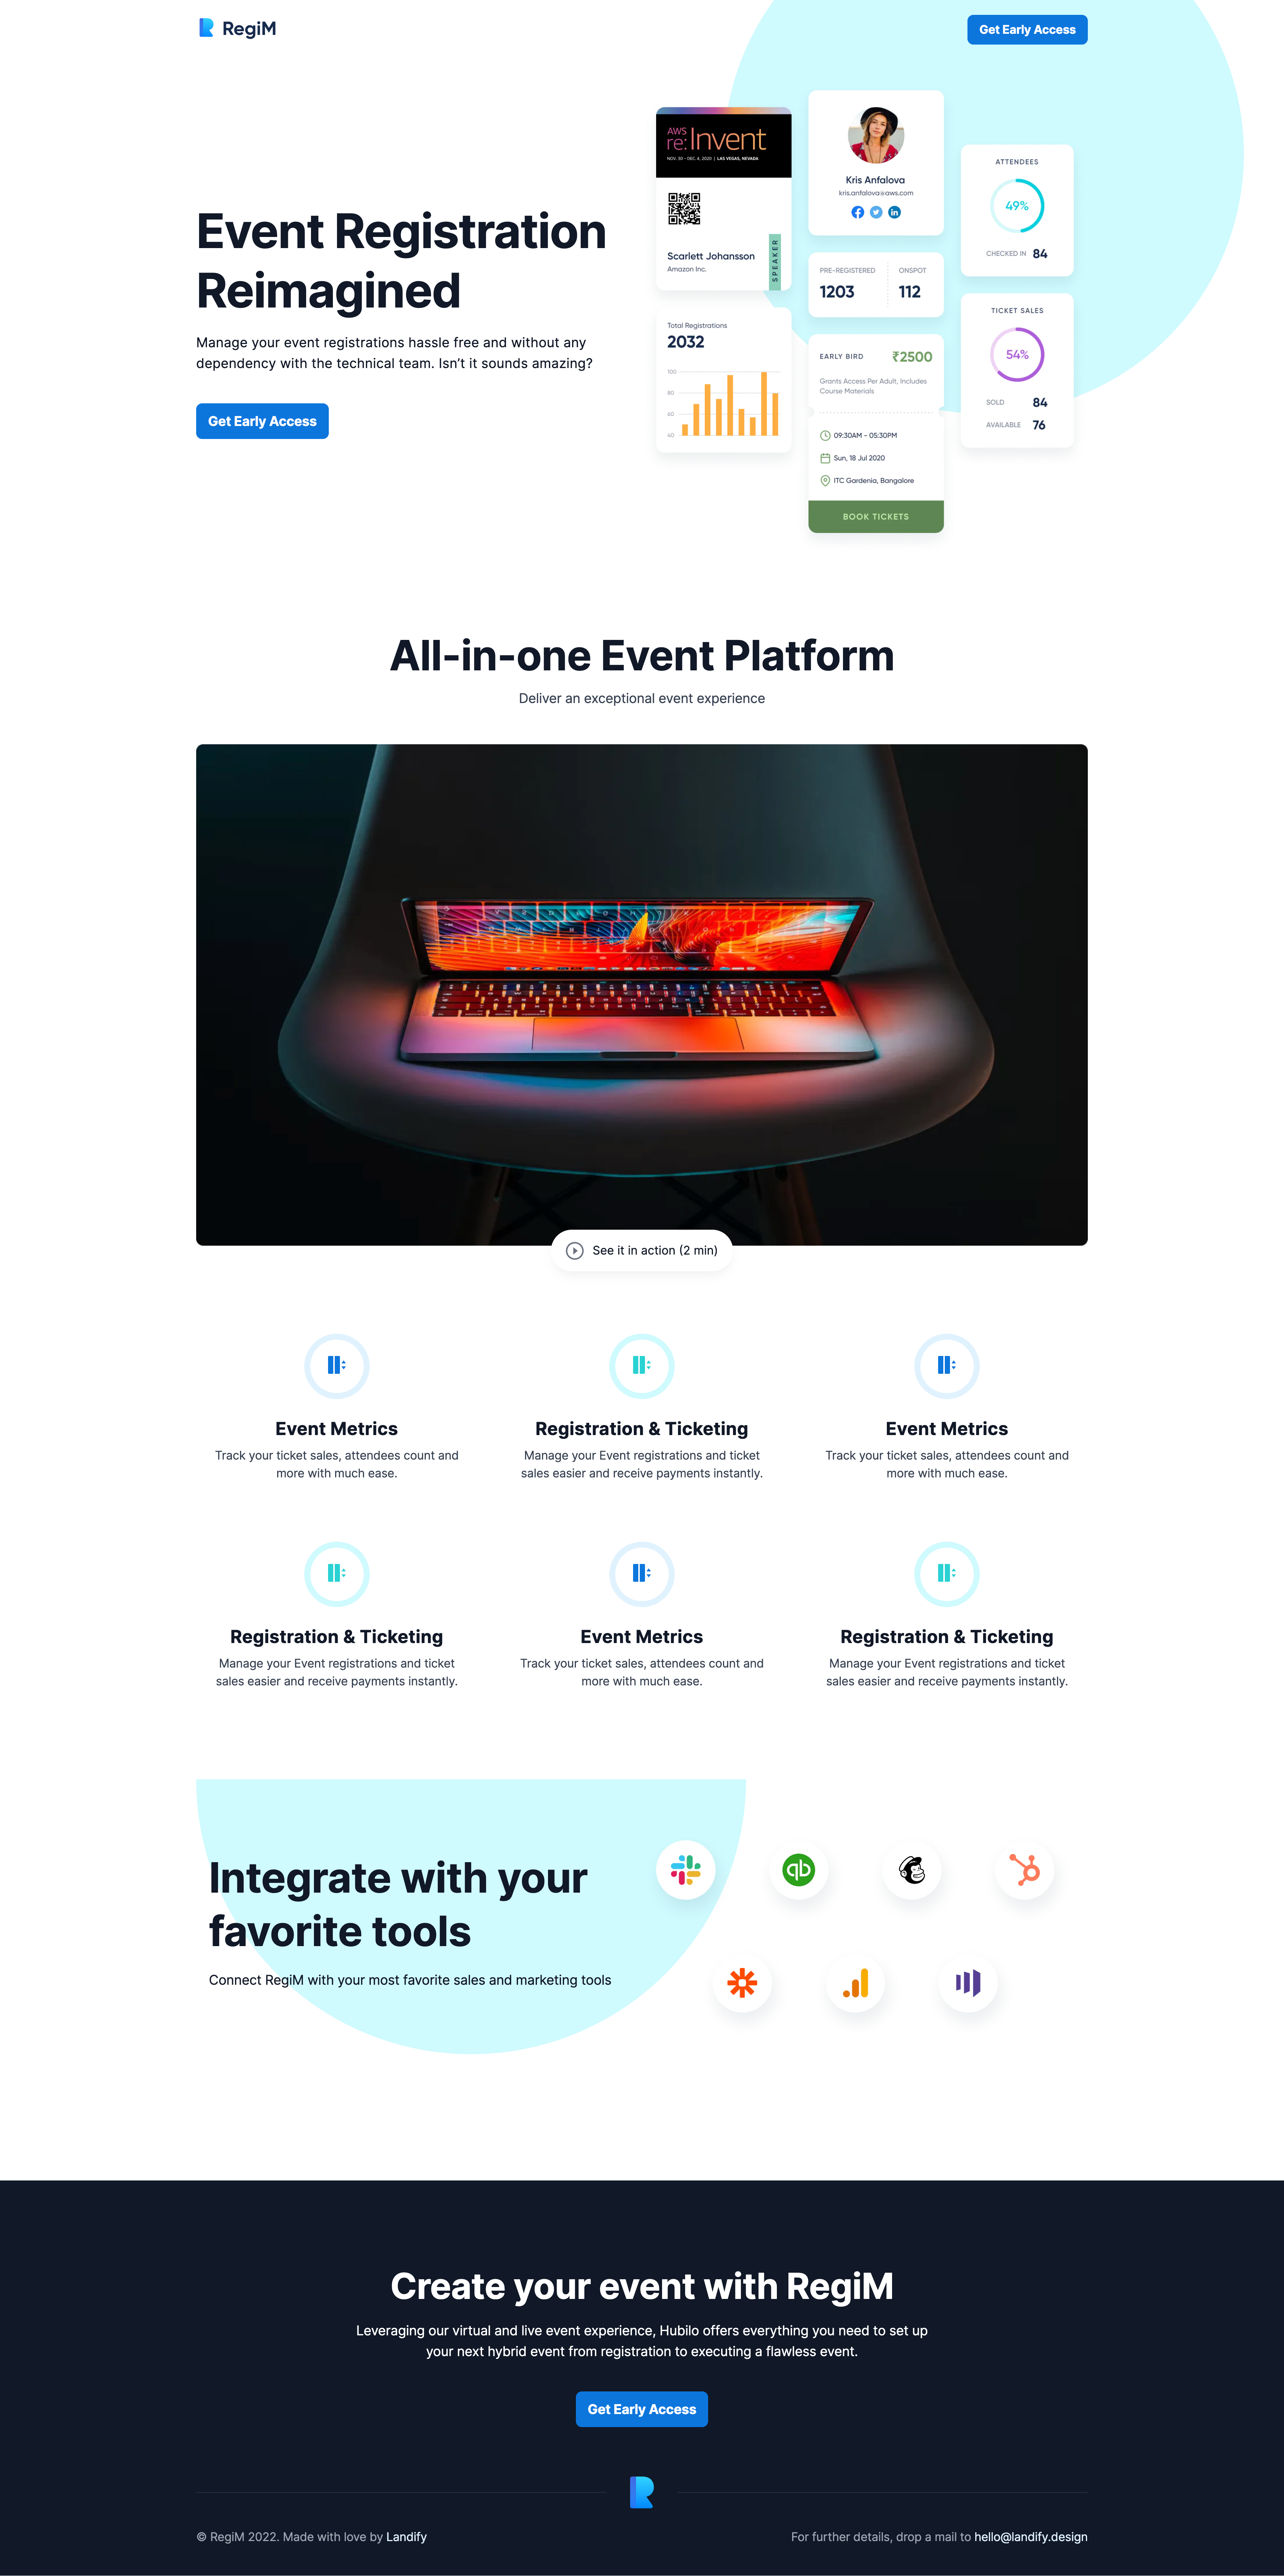 RegiM
Get Early Access
Event Registration
Reimagined
Manage your event registrations hassle free and without any
dependency with the technical team. Isn’t it sounds amazing?
Get Early Access
AWS
re:Invent
NOV. 30 – DEC. 4, 2020 | LAS VEGAS, NEVADA
Scarlett Johansson
Amazon Inc.
SPEAKER
Total Registrations
2032
100
80
60
40
Kris Anfalova
kris.anfalova@aws.com
PRE-REGISTERED
1203
ONSPOT
112
EARLY BIRD
₹2500
Grants Access Per Adult, Includes
Course Materials
09:30AM - 05:30PM
Sun, 18 Jul 2020
ITC Gardenia, Bangalore
BOOK TICKETS
ATTENDEES
49%
CHECKED IN 84
TICKET SALES
54%
SOLD 84
AVAILABLE 76
All-in-one Event Platform
Deliver an exceptional event experience
See it in action (2 min)
Event Metrics
Track your ticket sales, attendees count and
more with much ease.
Registration & Ticketing
Manage your Event registrations and ticket
sales easier and receive payments instantly.
Event Metrics
Track your ticket sales, attendees count and
more with much ease.
Registration & Ticketing
Manage your Event registrations and ticket
sales easier and receive payments instantly.
Event Metrics
Track your ticket sales, attendees count and
more with much ease.
Registration & Ticketing
Manage your Event registrations and ticket
sales easier and receive payments instantly.
Integrate with your
favorite tools
Connect RegiM with your most favorite sales and marketing tools
qb
Create your event with RegiM
Leveraging our virtual and live event experience, Hubilo offers everything you need to set up
your next hybrid event from registration to executing a flawless event.
Get Early Access
© RegiM 2022. Made with love by Landify
For further details, drop a mail to hello@landify.design